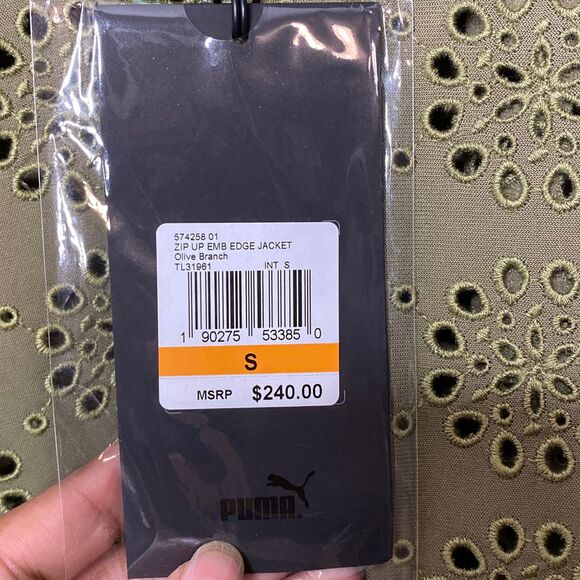 574258 01
ZIP UP EMB EDGE JACKET
Olive Branch
TL31961 INT S
1 90275 53385 0
S
MSRP $240.00
PUMA